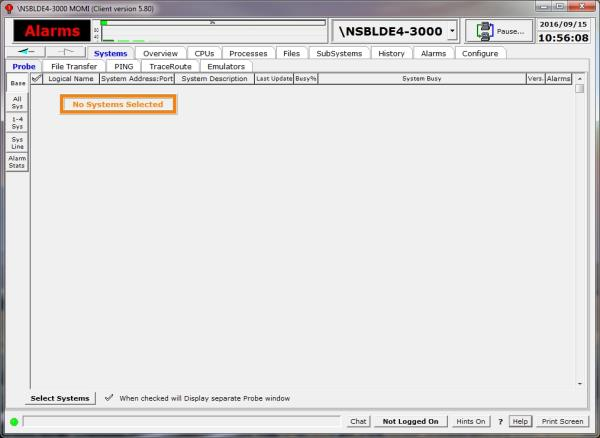 \NSBLDE4-3000 MOMI (Client version 5.80)
Alarms
\NSBLDE4-3000
Pause...
2016/09/15
10:56:08
Systems Overview CPUs Processes Files SubSystems History Alarms Configure
Probe File Transfer PING TraceRoute Emulators
Base
All Sys
1-4 Sys
Sys Line
Alarm Stats
Logical Name System Address:Port System Description Last Update Busy% System Busy Vers. Alarms
No Systems Selected
Select Systems When checked will Display separate Probe window
Chat Not Logged On Hints On ? Help Print Screen